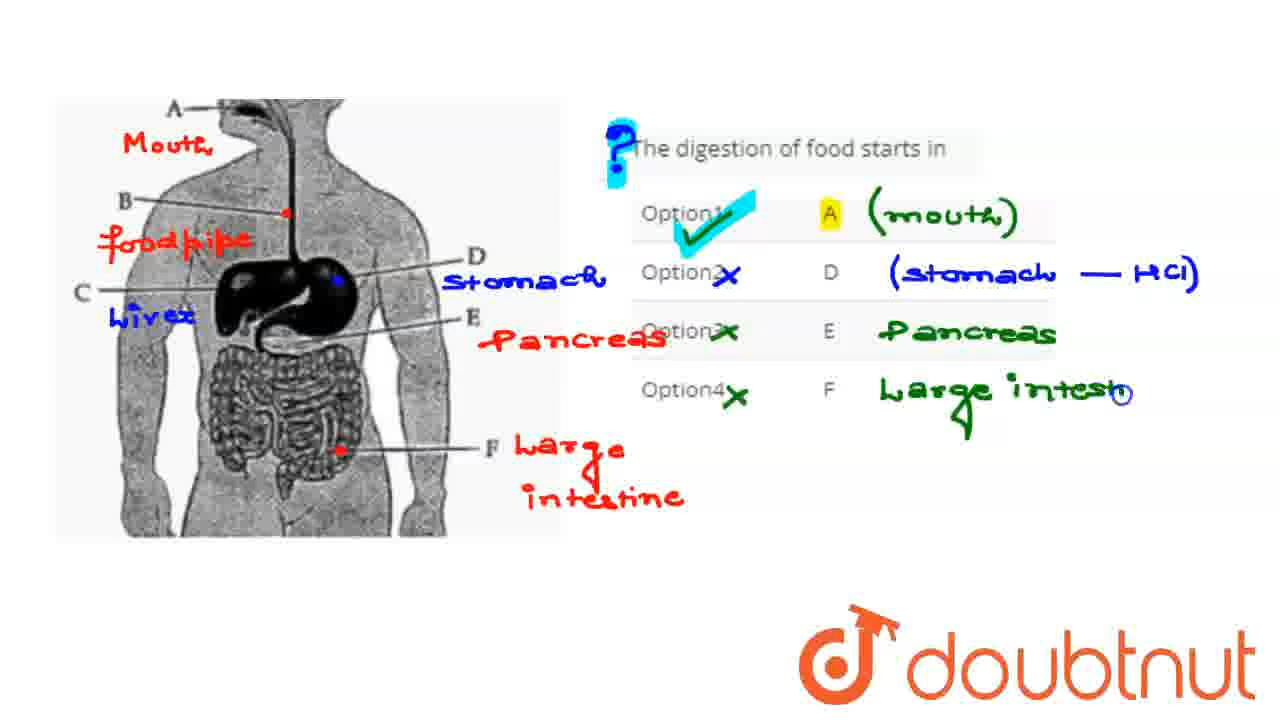 A
Mouth
B
foodpipe
C
Liver
D
Stomach
E
Pancreas
F Large
intestine
? The digestion of food starts in
Option1 A (mouth)
Option2 x D (Stomach — HCl)
Option3 x E Pancreas
Option4 x F Large intest
doubtnut